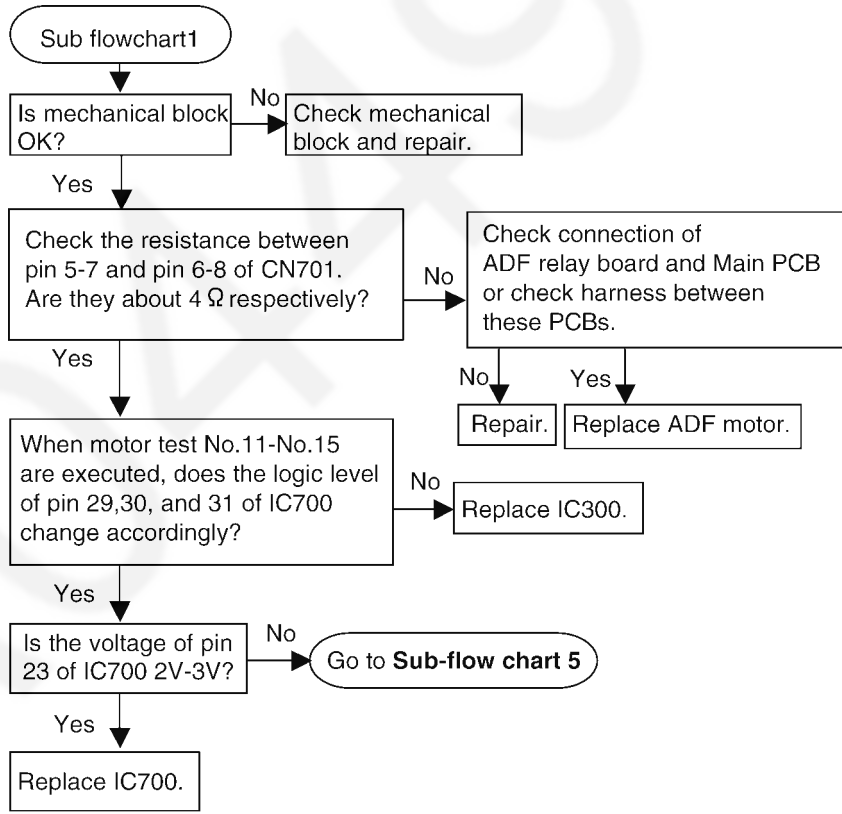 Sub flowchart1
Is mechanical block
OK?
No
Check mechanical
block and repair.
Yes
Check the resistance between
pin 5-7 and pin 6-8 of CN701.
Are they about 4 Ω respectively?
No
Check connection of
ADF relay board and Main PCB
or check harness between
these PCBs.
Yes
No
Yes
Repair.
Replace ADF motor.
When motor test No.11-No.15
are executed, does the logic level
of pin 29,30, and 31 of IC700
change accordingly?
No
Replace IC300.
Yes
Is the voltage of pin
23 of IC700 2V-3V?
No
Go to Sub-flow chart 5
Yes
Replace IC700.